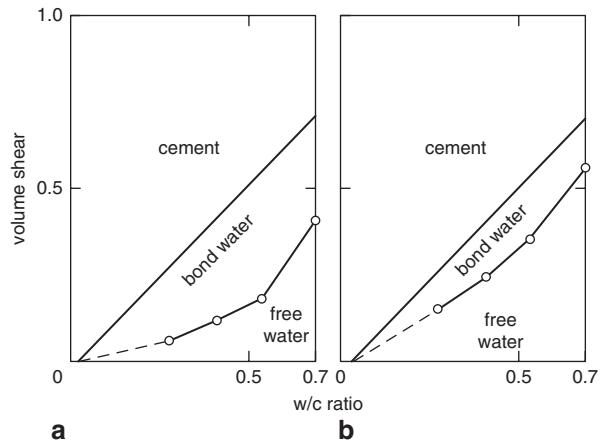 1.0
volume shear
cement
cement
0.5
bond water
bond water
free
water
free
water
0
0.5
0.7
0
0.5
0.7
w/c ratio
a
b